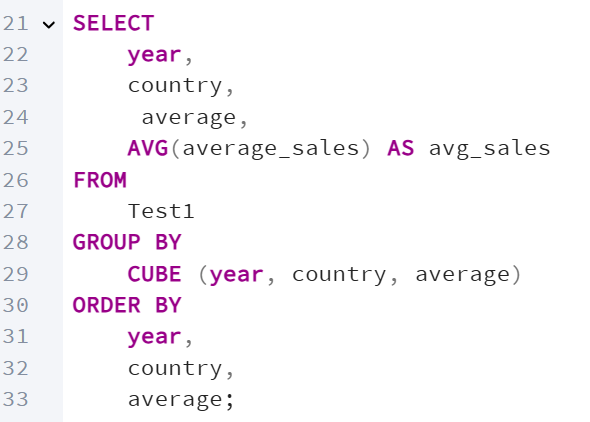 21 SELECT
22     year,
23     country,
24      average,
25     AVG(average_sales) AS avg_sales
26 FROM
27     Test1
28 GROUP BY
29     CUBE (year, country, average)
30 ORDER BY
31     year,
32     country,
33     average;